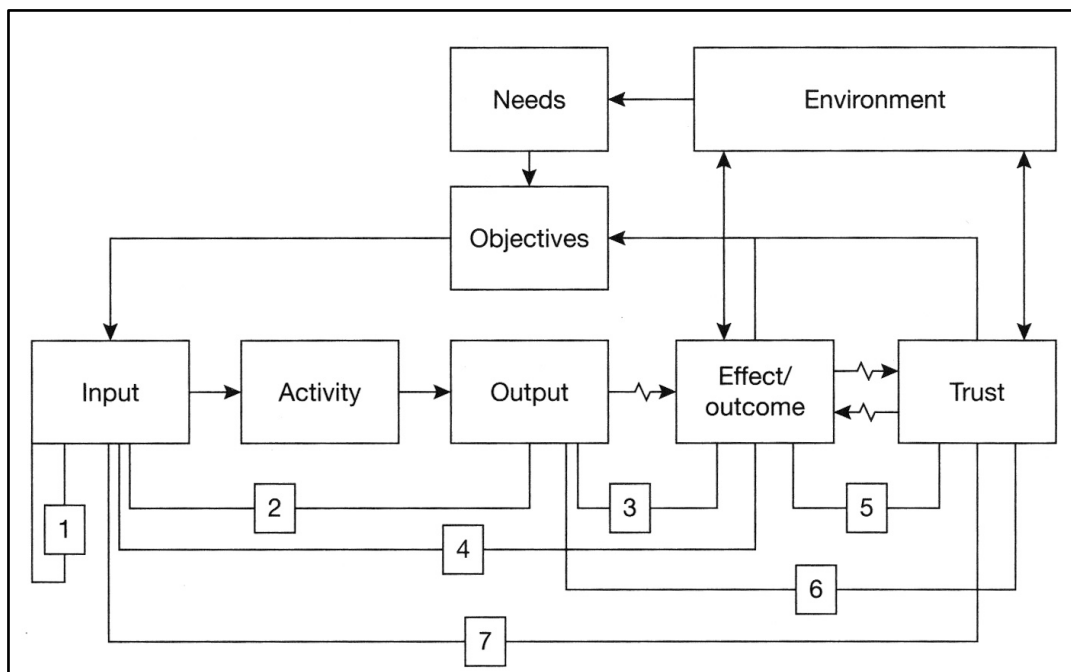 Needs
Environment
Objectives
Input
Activity
Output
Effect/
outcome
Trust
1
2
3
4
5
6
7